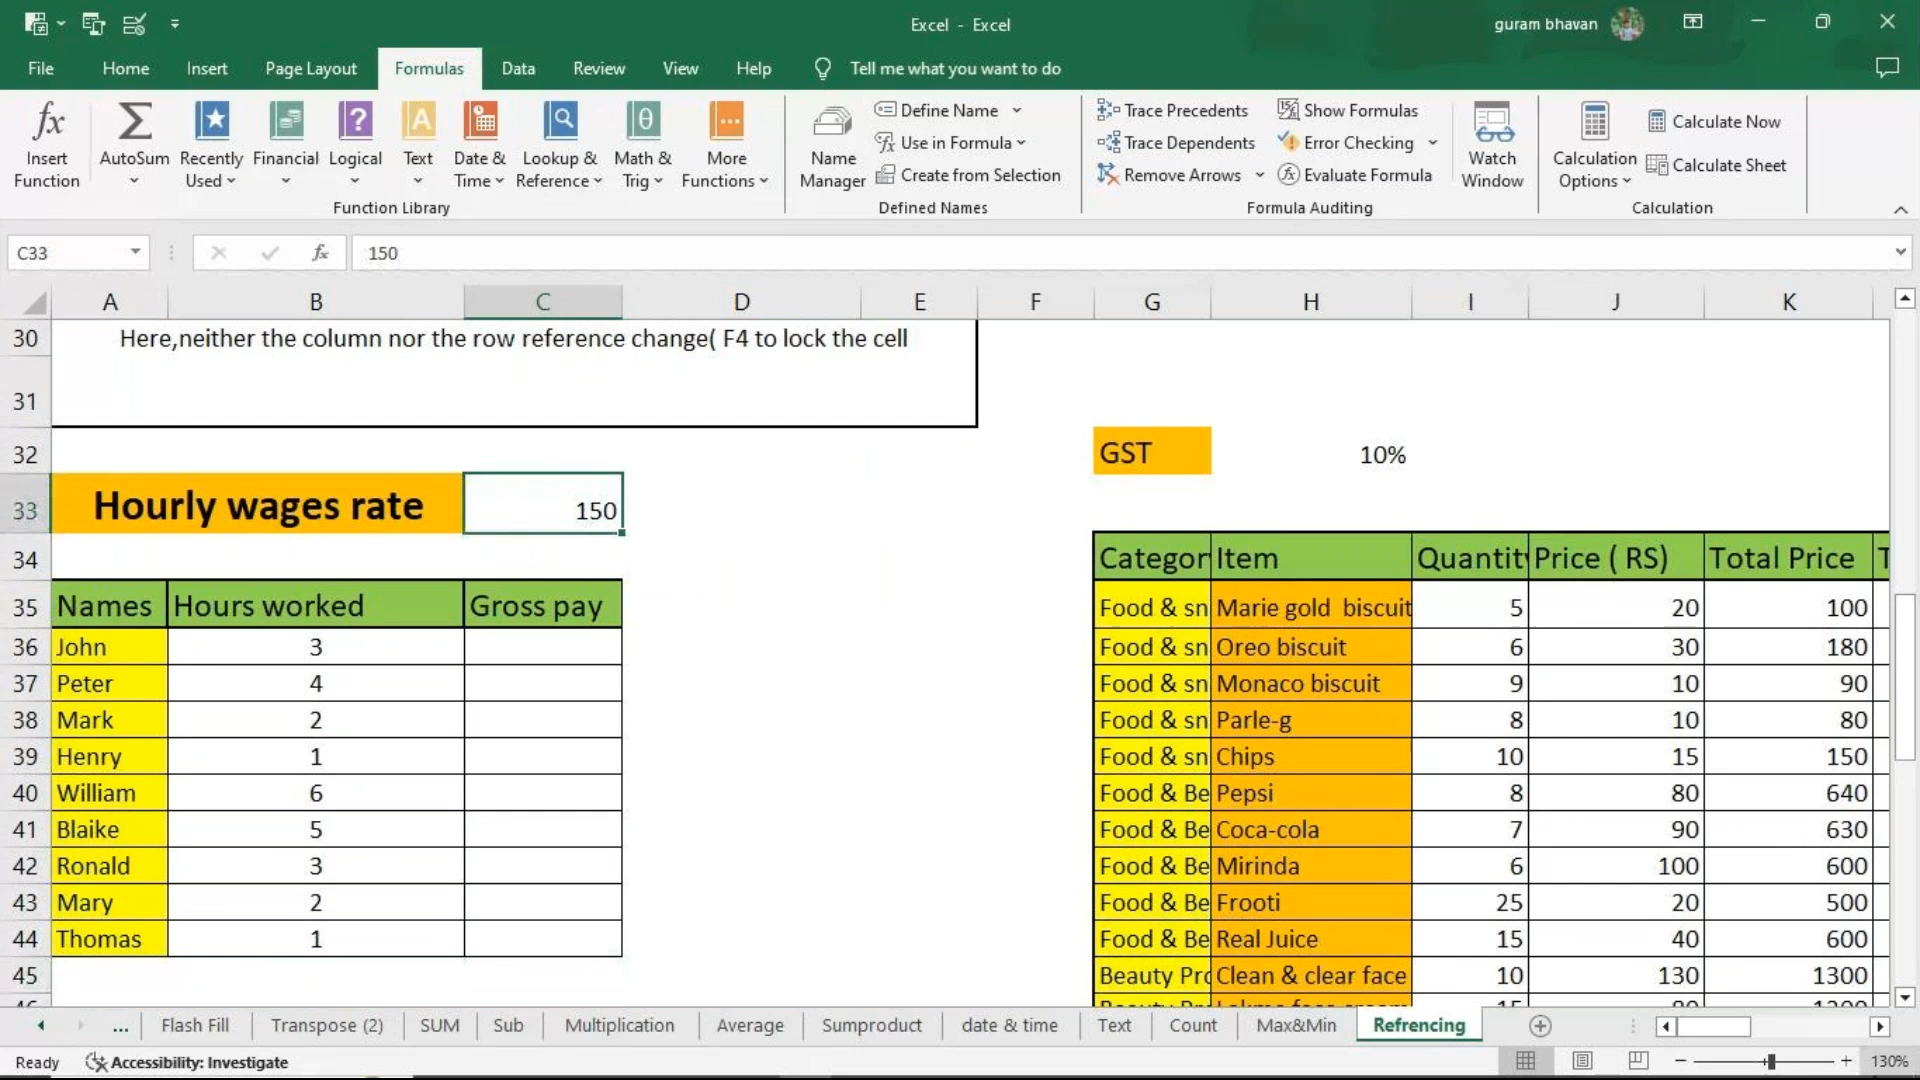 Excel - Excel
guram bhavan
File Home Insert Page Layout Formulas Data Review View Help Tell me what you want to do
fx Insert Function
AutoSum
Recently Used
Financial
Logical
Text
Date & Time
Lookup & Reference
Math & Trig
More Functions
Function Library
Name Manager
Define Name
Use in Formula
Create from Selection
Defined Names
Trace Precedents
Trace Dependents
Remove Arrows
Show Formulas
Error Checking
Evaluate Formula
Formula Auditing
Watch Window
Calculation Options
Calculate Now
Calculate Sheet
Calculation
C33 fx 150
A B C D E F G H I J K
30 Here,neither the column nor the row reference change( F4 to lock the cell
31
32 GST 10%
33 Hourly wages rate 150
34 Categor Item Quantity Price ( RS) Total Price T
35 Names Hours worked Gross pay Food & sn Marie gold biscuit 5 20 100
36 John 3 Food & sn Oreo biscuit 6 30 180
37 Peter 4 Food & sn Monaco biscuit 9 10 90
38 Mark 2 Food & sn Parle-g 8 10 80
39 Henry 1 Food & sn Chips 10 15 150
40 William 6 Food & Be Pepsi 8 80 640
41 Blaike 5 Food & Be Coca-cola 7 90 630
42 Ronald 3 Food & Be Mirinda 6 100 600
43 Mary 2 Food & Be Frooti 25 20 500
44 Thomas 1 Food & Be Real Juice 15 40 600
45 Beauty Pro Clean & clear face 10 130 1300
... Flash Fill Transpose (2) SUM Sub Multiplication Average Sumproduct date & time Text Count Max&Min Refrencing
Ready Accessibility: Investigate 130%